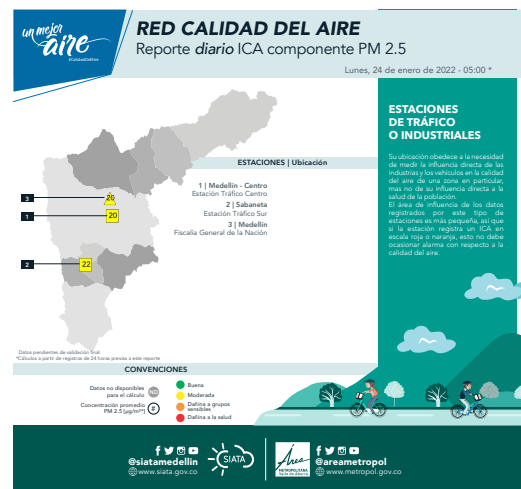 un mejor
aire
#CalidadDelAire
RED CALIDAD DEL AIRE
Reporte diario ICA componente PM 2.5
Lunes, 24 de enero de 2022 - 05:00 *
ESTACIONES
DE TRÁFICO
O INDUSTRIALES
Su ubicación obedece a la necesidad
de medir la influencia directa de las
industrias y los vehículos en la calidad
del aire de una zona en particular,
mas no de su influencia directa a la
salud de la población.
El área de influencia de los datos
registrados por este tipo de
estaciones es más pequeña, así que
si la estación registra un ICA en
escala roja o naranja, esto no debe
ocasionar alarma con respecto a la
calidad del aire.
ESTACIONES | Ubicación
1 | Medellín - Centro
Estación Tráfico Centro
2 | Sabaneta
Estación Tráfico Sur
3 | Medellín
Fiscalía General de la Nación
3
20
1
20
2
22
Datos pendientes de validación final
*Cálculos a partir de registros de 24 horas previas a este reporte
CONVENCIONES
Datos no disponibles
para el cálculo
Concentración promedio
PM 2.5 [µg/m³]
#
Buena
Moderada
Dañina a grupos
sensibles
Dañina a la salud
@siatamedellin
www.siata.gov.co
SIATA
Área
METROPOLITANA
Valle de Aburrá
@areametropol
www.metropol.gov.co